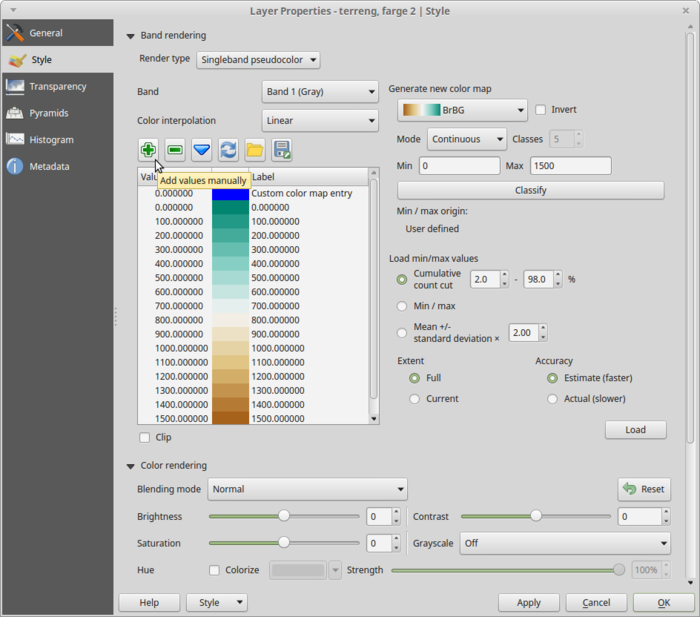 Layer Properties - terreng, farge 2 | Style
General
Style
Transparency
Pyramids
Histogram
Metadata
Band rendering
Render type Singleband pseudocolor
Band Band 1 (Gray)
Color interpolation Linear
Add values manually
Label
0.000000 Custom color map entry
0.000000 0.000000
100.000000 100.000000
200.000000 200.000000
300.000000 300.000000
400.000000 400.000000
500.000000 500.000000
600.000000 600.000000
700.000000 700.000000
800.000000 800.000000
900.000000 900.000000
1000.000000 1000.000000
1100.000000 1100.000000
1200.000000 1200.000000
1300.000000 1300.000000
1400.000000 1400.000000
1500.000000 1500.000000
Clip
Generate new color map
BrBG Invert
Mode Continuous Classes 5
Min 0 Max 1500
Classify
Min / max origin:
User defined
Load min/max values
Cumulative
count cut 2.0 - 98.0 %
Min / max
Mean +/-
standard deviation × 2.00
Extent Accuracy
Full Estimate (faster)
Current Actual (slower)
Load
Color rendering
Blending mode Normal Reset
Brightness 0 Contrast 0
Saturation 0 Grayscale Off
Hue Colorize Strength 100%
Help Style Apply Cancel OK